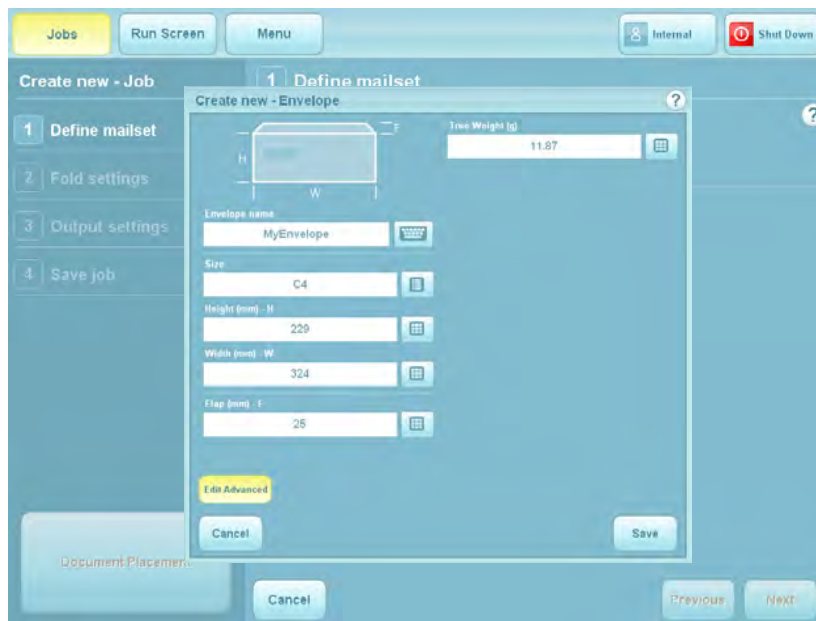 Jobs
Run Screen
Menu
Internal
Shut Down
Create new - Job
1 Define mailset
Create new - Envelope
?
?
1 Define mailset
2 Fold settings
3 Output settings
4 Save job
F
H
W
True Weight (g)
11.87
Envelope name
MyEnvelope
Size
C4
Height (mm) - H
229
Width (mm) - W
324
Flap (mm) - F
25
Edit Advanced
Cancel
Save
Document Placement
Cancel
Previous
Next